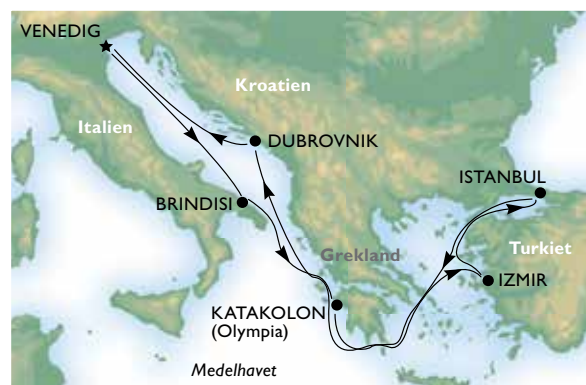 VENEDIG
Kroatien
Italien
DUBROVNIK
ISTANBUL
BRINDISI
Grekland
Turkiet
IZMIR
KATAKOLON
(Olympia)
Medelhavet